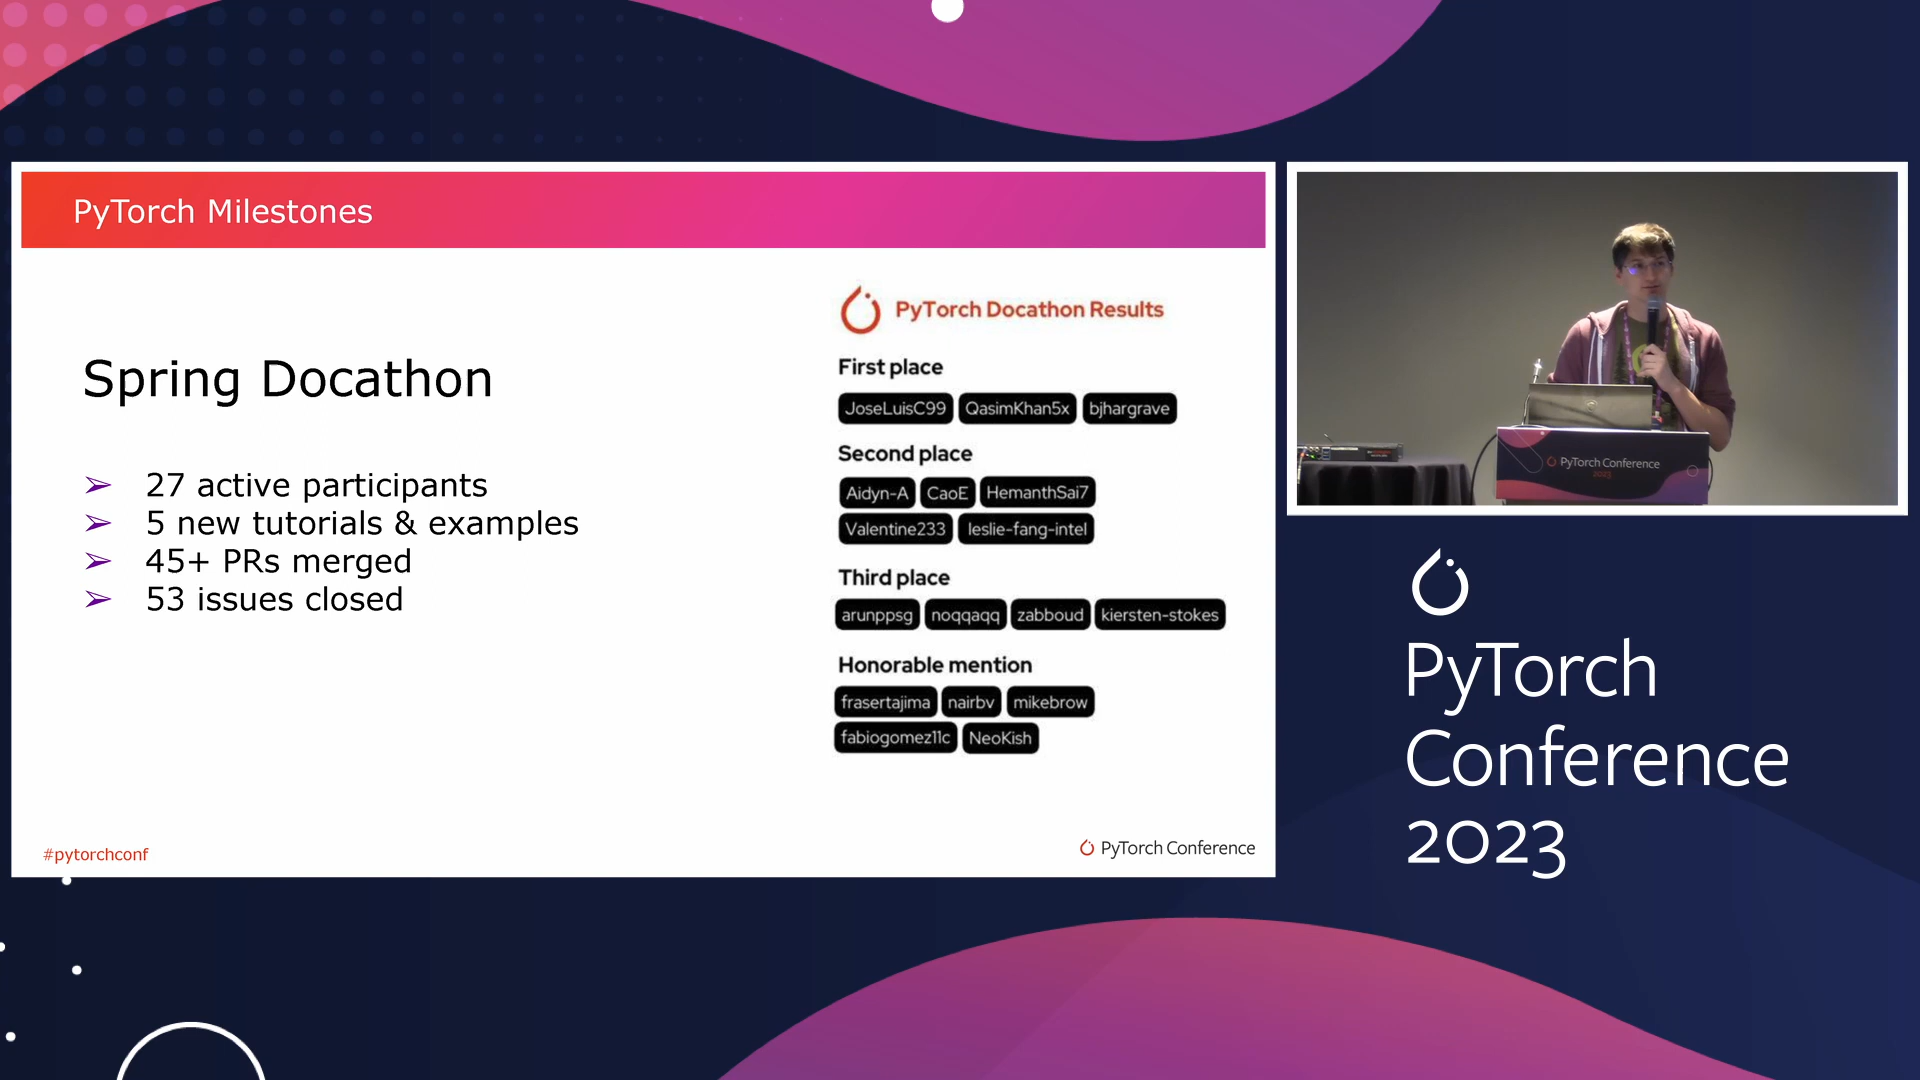 PyTorch Milestones
Spring Docathon
➢ 27 active participants
➢ 5 new tutorials & examples
➢ 45+ PRs merged
➢ 53 issues closed
PyTorch Docathon Results
First place
JoseLuisC99 QasimKhan5x bjhargrave
Second place
Aidyn-A CaoE HemanthSai7
Valentine233 leslie-fang-intel
Third place
arunppsg noqqaqq zabboud kiersten-stokes
Honorable mention
frasertajima nairbv mikebrow
fabiogomez11c NeoKish
#pytorchconf
PyTorch Conference
PyTorch Conference
2023
PyTorch
Conference
2023